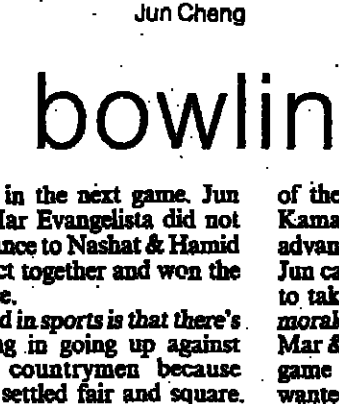 Jun Cheng
bowlin
in the next game. Jun
Mar Evangelista did not
nce to Nashat & Hamid
ct together and won the
e.
d in sports is that there's
g in going up against
countrymen because
settled fair and square.
of the
Kama
advan
Jun ca
to tak
moral
Mar &
game
wante